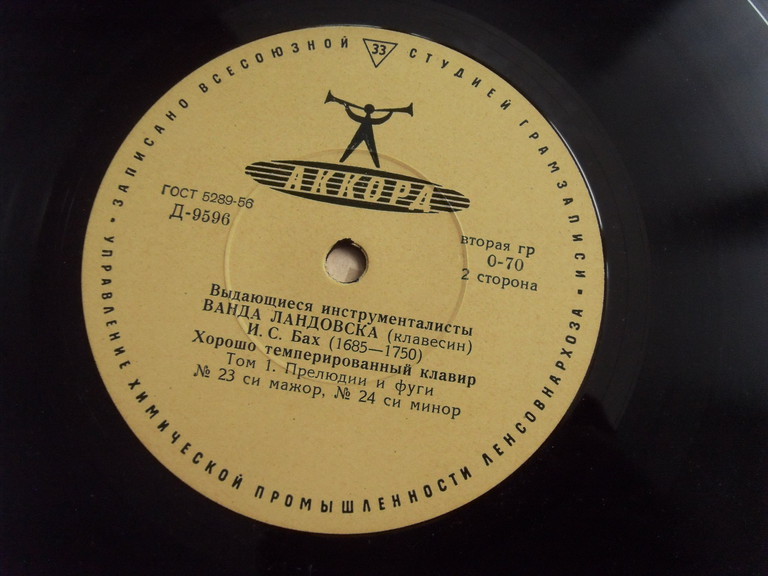 ЗАПИСАНО ВСЕСОЮЗНОЙ 33 СТУДИЕЙ ГРАМЗАПИСИ
АККОРД
ГОСТ 5289-56
Д-9596
вторая гр
0-70
2 сторона
Выдающиеся инструменталисты
ВАНДА ЛАНДОВСКА (клавесин)
И. С. Бах (1685—1750)
Хорошо темперированный клавир
Том 1. Прелюдии и фуги
№ 23 си мажор, № 24 си минор
УПРАВЛЕНИЕ ХИМИЧЕСКОЙ ПРОМЫШЛЕННОСТИ ЛЕНСОВНАРХОЗА